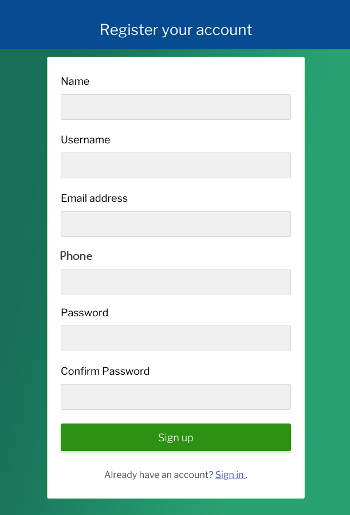 Register your account
Name
Username
Email address
Phone
Password
Confirm Password
Sign up
Already have an account? Sign in .